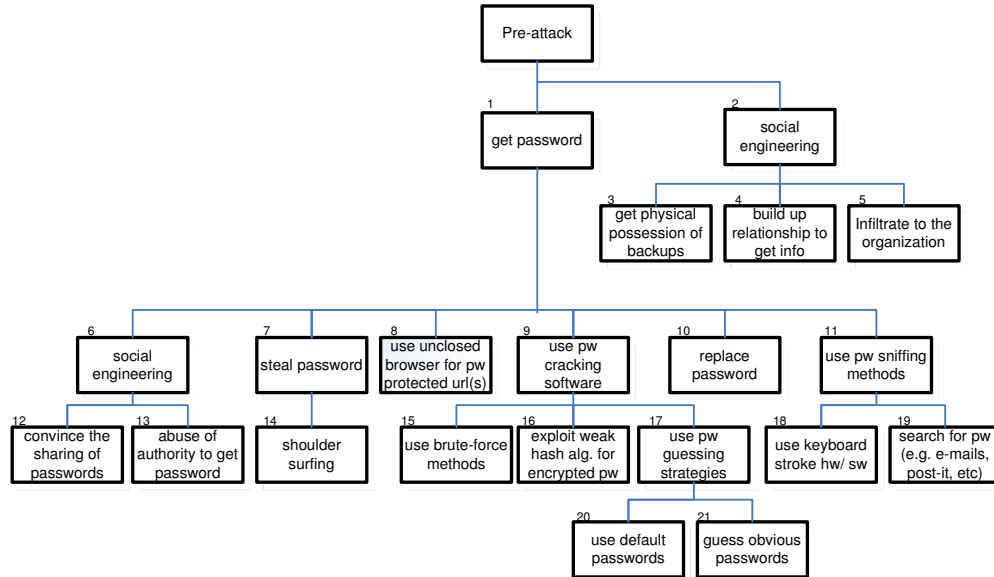 Pre-attack
1
get password
2
social
engineering
3
get physical
possession of
backups
4
build up
relationship to
get info
5
Infiltrate to the
organization
6
social
engineering
7
steal password
8
use unclosed
browser for pw
protected url(s)
9
use pw
cracking
software
10
replace
password
11
use pw sniffing
methods
12
convince the
sharing of
passwords
13
abuse of
authority to get
password
14
shoulder
surfing
15
use brute-force
methods
16
exploit weak
hash alg. for
encrypted pw
17
use pw
guessing
strategies
18
use keyboard
stroke hw/ sw
19
search for pw
(e.g. e-mails,
post-it, etc)
20
use default
passwords
21
guess obvious
passwords